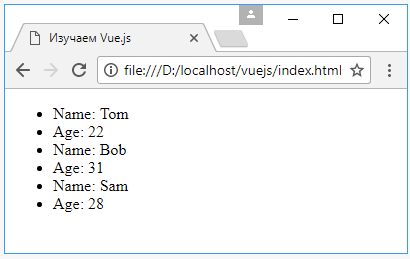 Изучаем Vue.js
file:///D:/localhost/vuejs/index.html
Name: Tom
Age: 22
Name: Bob
Age: 31
Name: Sam
Age: 28